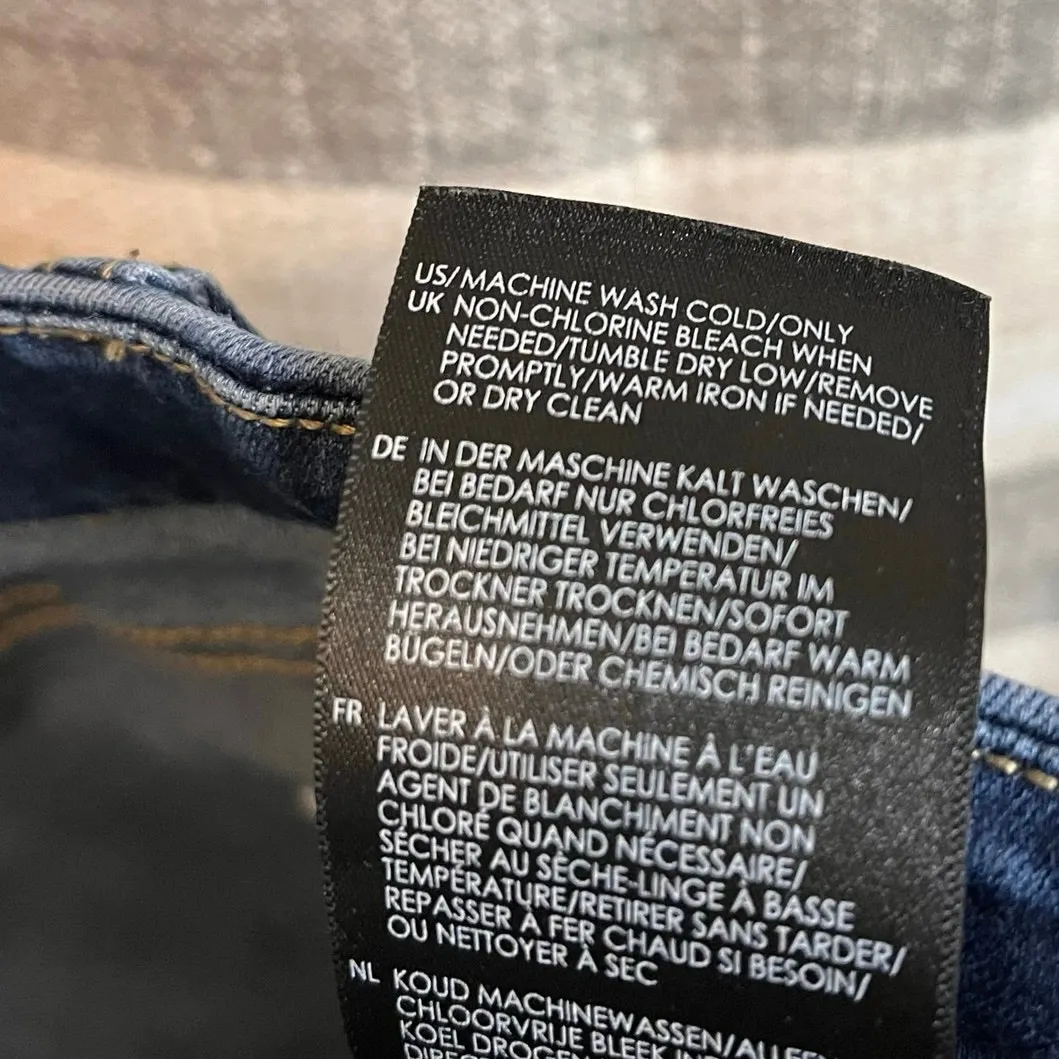 US/ MACHINE WASH COLD/ONLY
UK NON-CHLORINE BLEACH WHEN
NEEDED/TUMBLE DRY LOW/REMOVE
PROMPTLY/WARM IRON IF NEEDED/
OR DRY CLEAN
DE IN DER MASCHINE KALT WASCHEN/
BEI BEDARF NUR CHLORFREIES
BLEICHMITTEL VERWENDEN/
BEI NIEDRIGER TEMPERATUR IM
TROCKNER TROCKNEN/SOFORT
HERAUSNEHMEN/BEI BEDARF WARM
BÜGELN/ODER CHEMISCH REINIGEN
FR LAVER À LA MACHINE À L'EAU
FROIDE/UTILISER SEULEMENT UN
AGENT DE BLANCHIMENT NON
CHLORÉ QUAND NÉCESSAIRE/
SÉCHER AU SÈCHE-LINGE À BASSE
TEMPÉRATURE/RETIRER SANS TARDER/
REPASSER À FER CHAUD SI BESOIN/
OU NETTOYER À SEC
NL KOUD MACHINEWASSEN/
CHLOORVRIJE BLEEK
KOEL